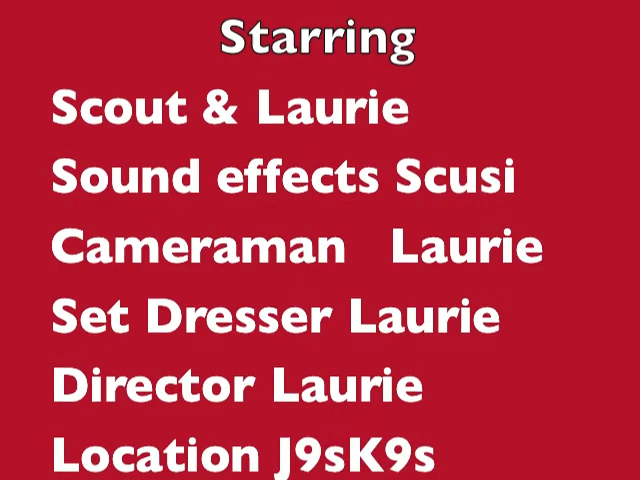 Starring
Scout & Laurie
Sound effects Scusi
Cameraman Laurie
Set Dresser Laurie
Director Laurie
Location J9sK9s